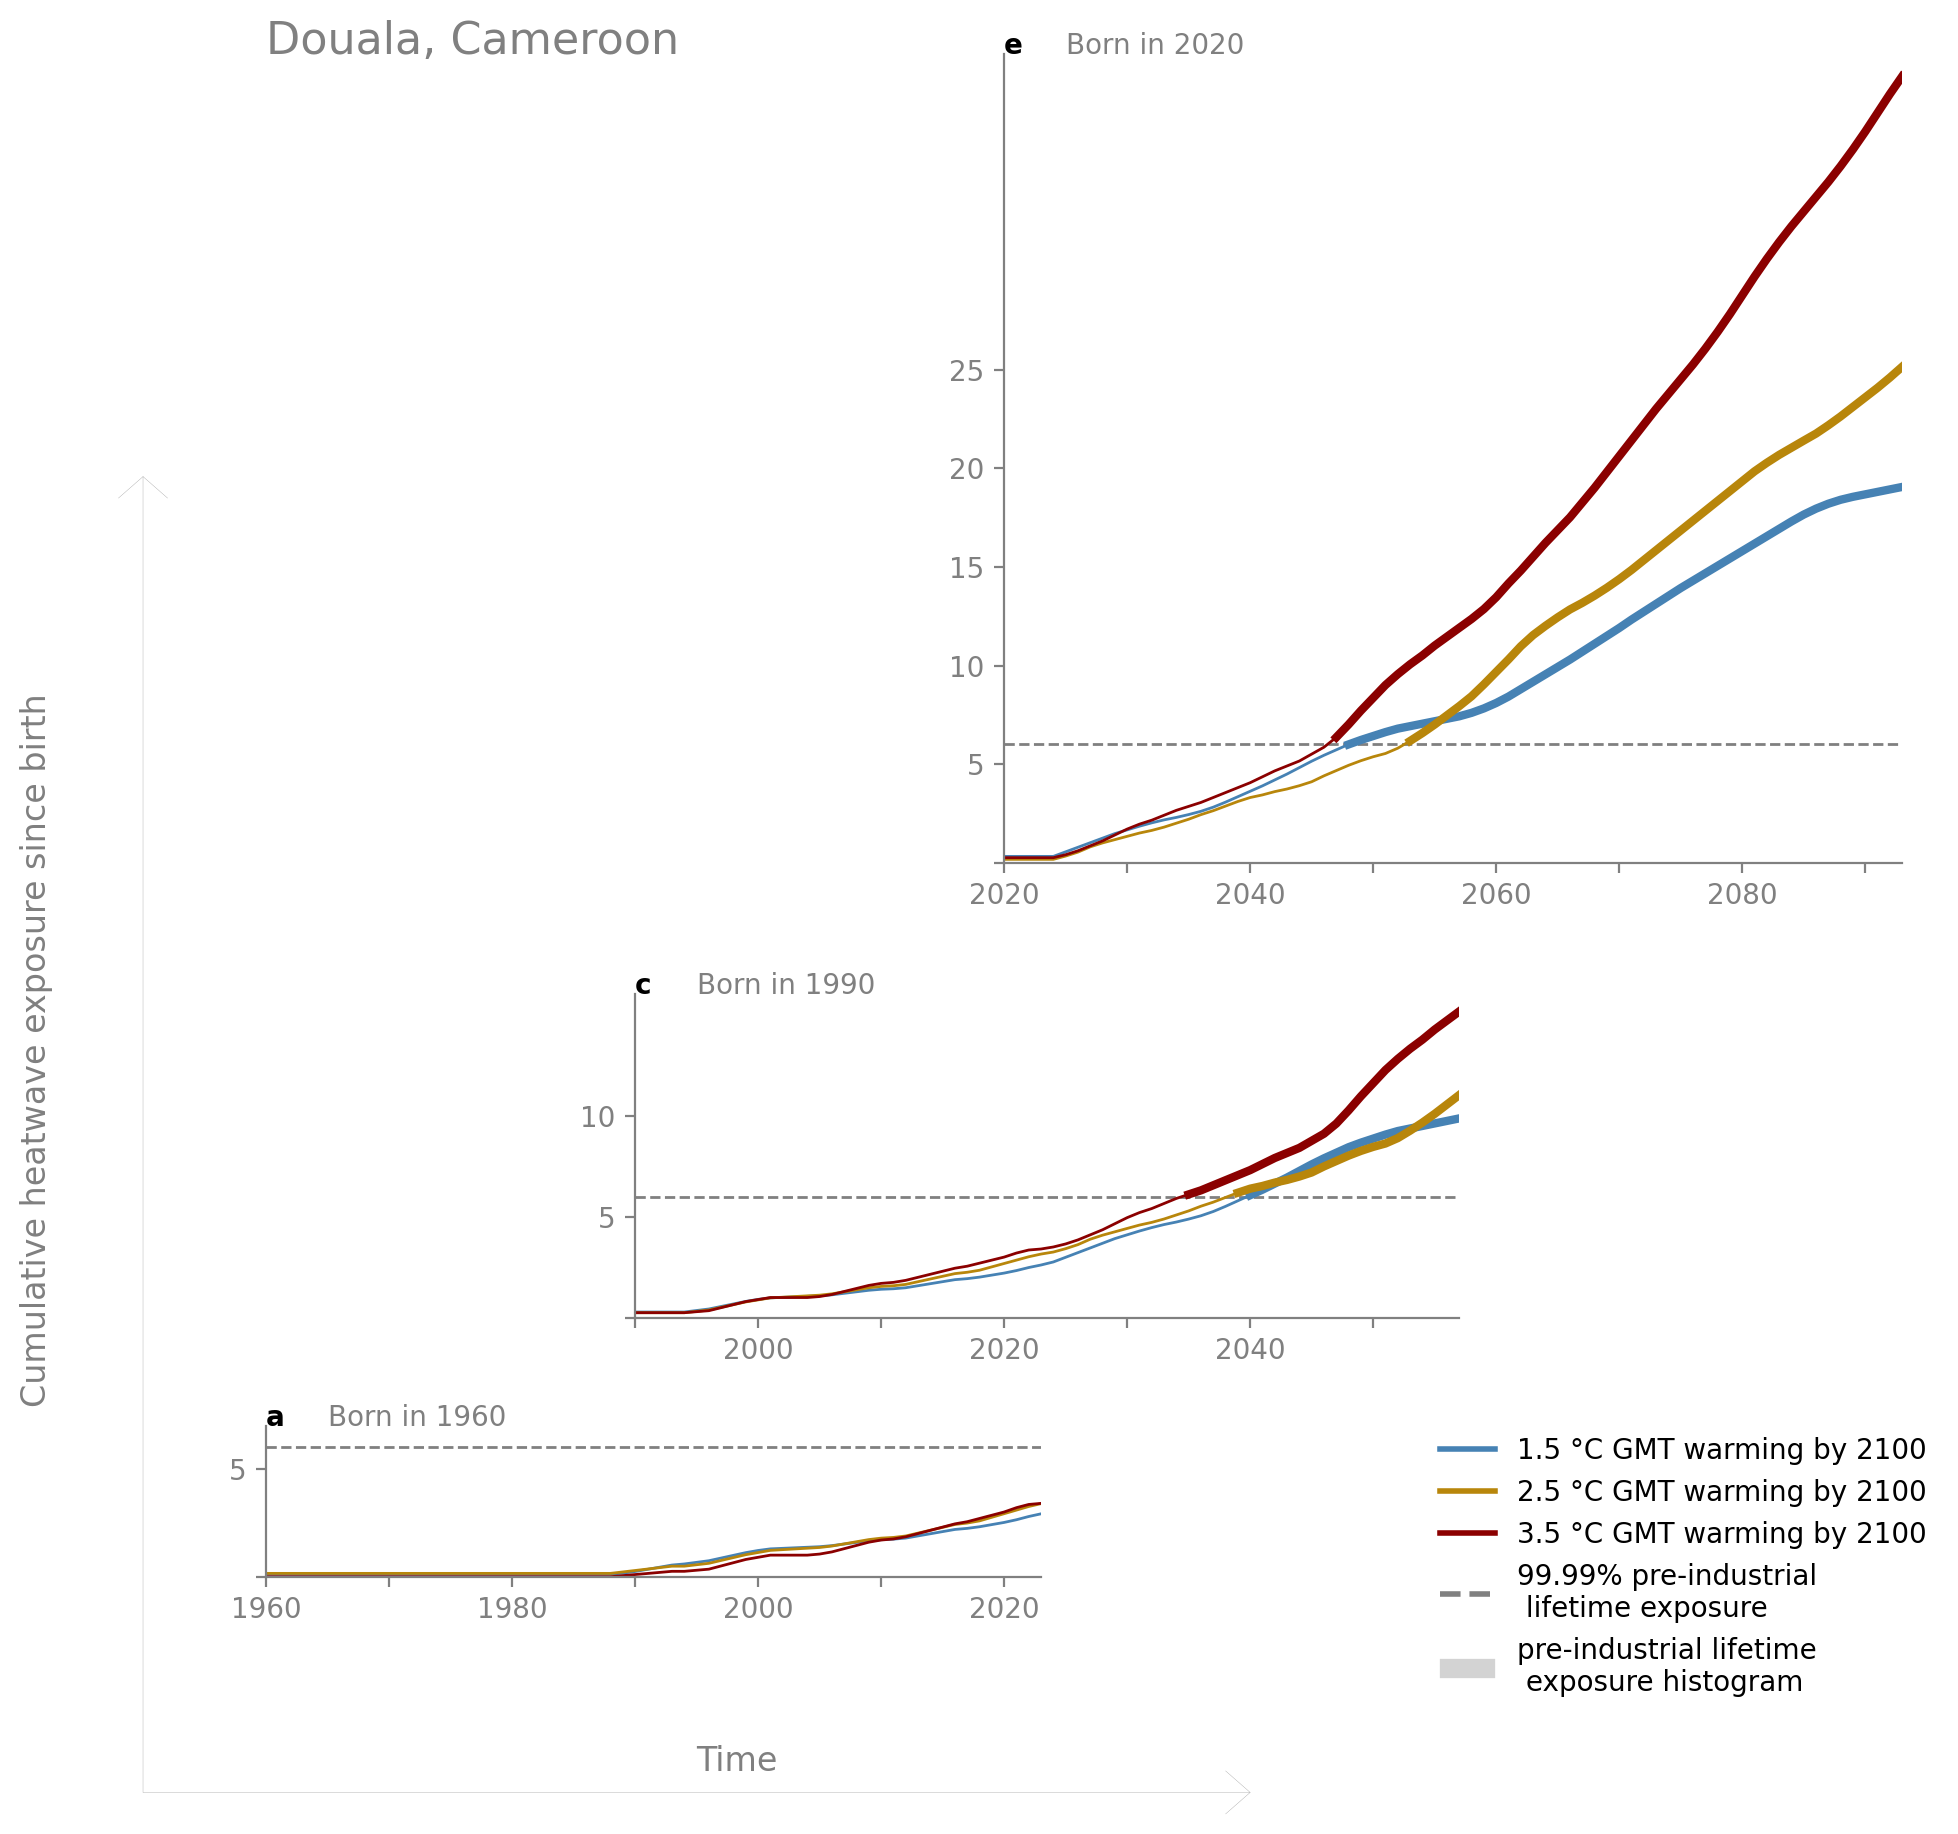 Douala, Cameroon
e Born in 2020
25
20
15
10
5
2020 2040 2060 2080
Cumulative heatwave exposure since birth
c Born in 1990
10
5
2000 2020 2040
a Born in 1960
5
1960 1980 2000 2020
1.5 °C GMT warming by 2100
2.5 °C GMT warming by 2100
3.5 °C GMT warming by 2100
99.99% pre-industrial
lifetime exposure
pre-industrial lifetime
exposure histogram
Time